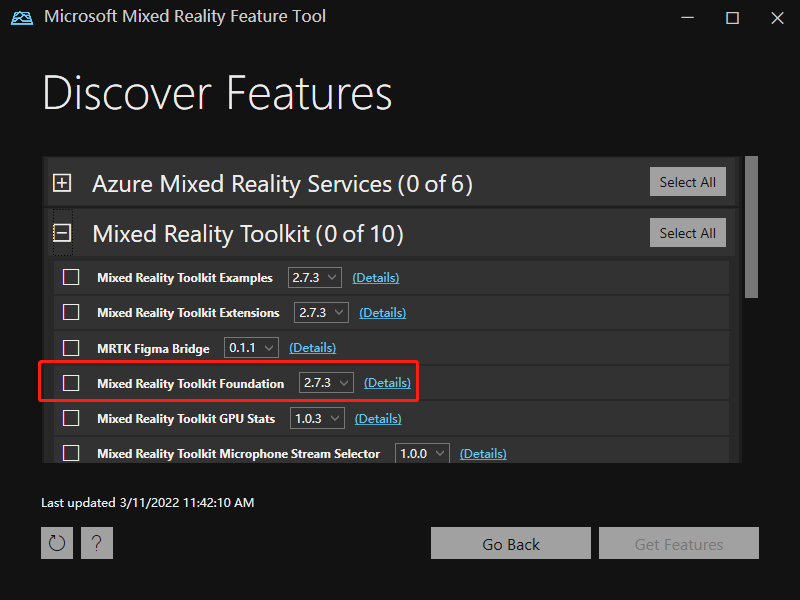 Microsoft Mixed Reality Feature Tool
Discover Features
Azure Mixed Reality Services (0 of 6) Select All
Mixed Reality Toolkit (0 of 10) Select All
Mixed Reality Toolkit Examples 2.7.3 (Details)
Mixed Reality Toolkit Extensions 2.7.3 (Details)
MRTK Figma Bridge 0.1.1 (Details)
Mixed Reality Toolkit Foundation 2.7.3 (Details)
Mixed Reality Toolkit GPU Stats 1.0.3 (Details)
Mixed Reality Toolkit Microphone Stream Selector 1.0.0 (Details)
Last updated 3/11/2022 11:42:10 AM
? Go Back Get Features